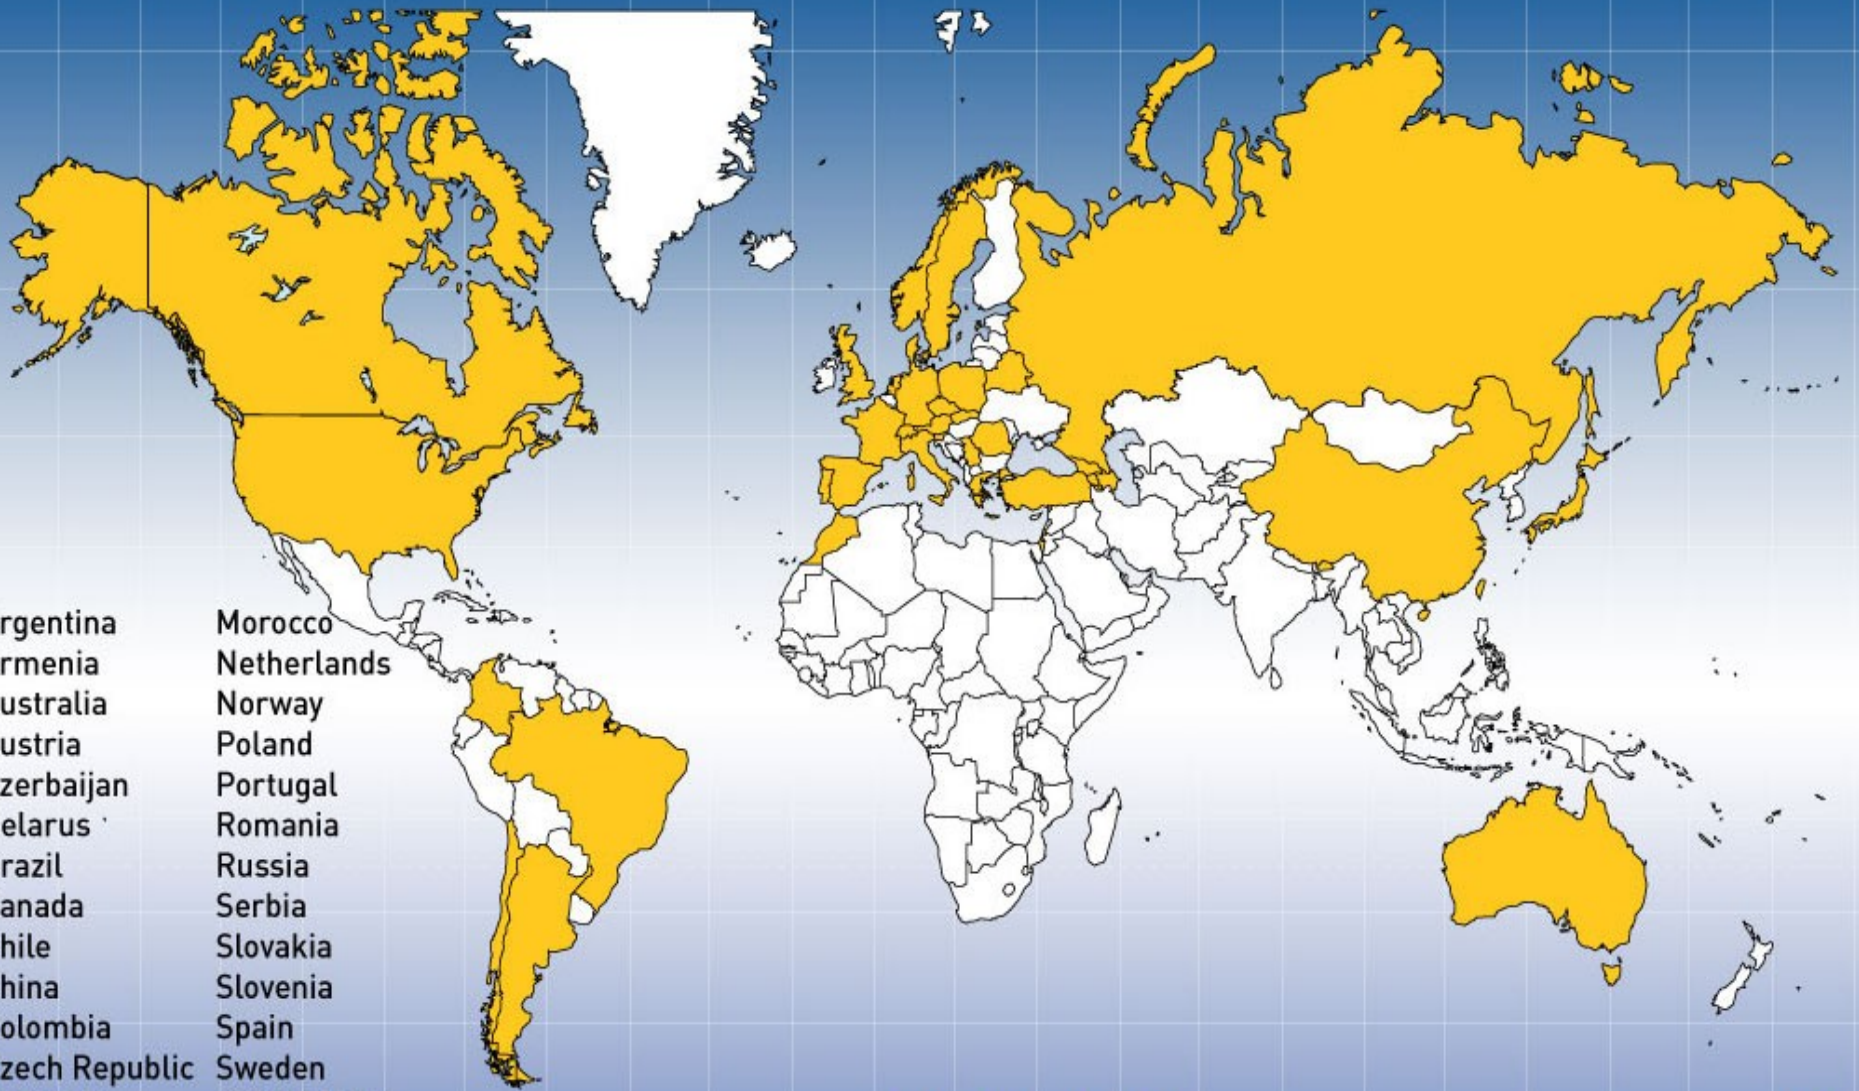 rgentina
rmenia
ustralia
ustria
zerbaijan
elarus
razil
anada
hile
hina
olombia
zech Republic
Morocco
Netherlands
Norway
Poland
Portugal
Romania
Russia
Serbia
Slovakia
Slovenia
Spain
Sweden